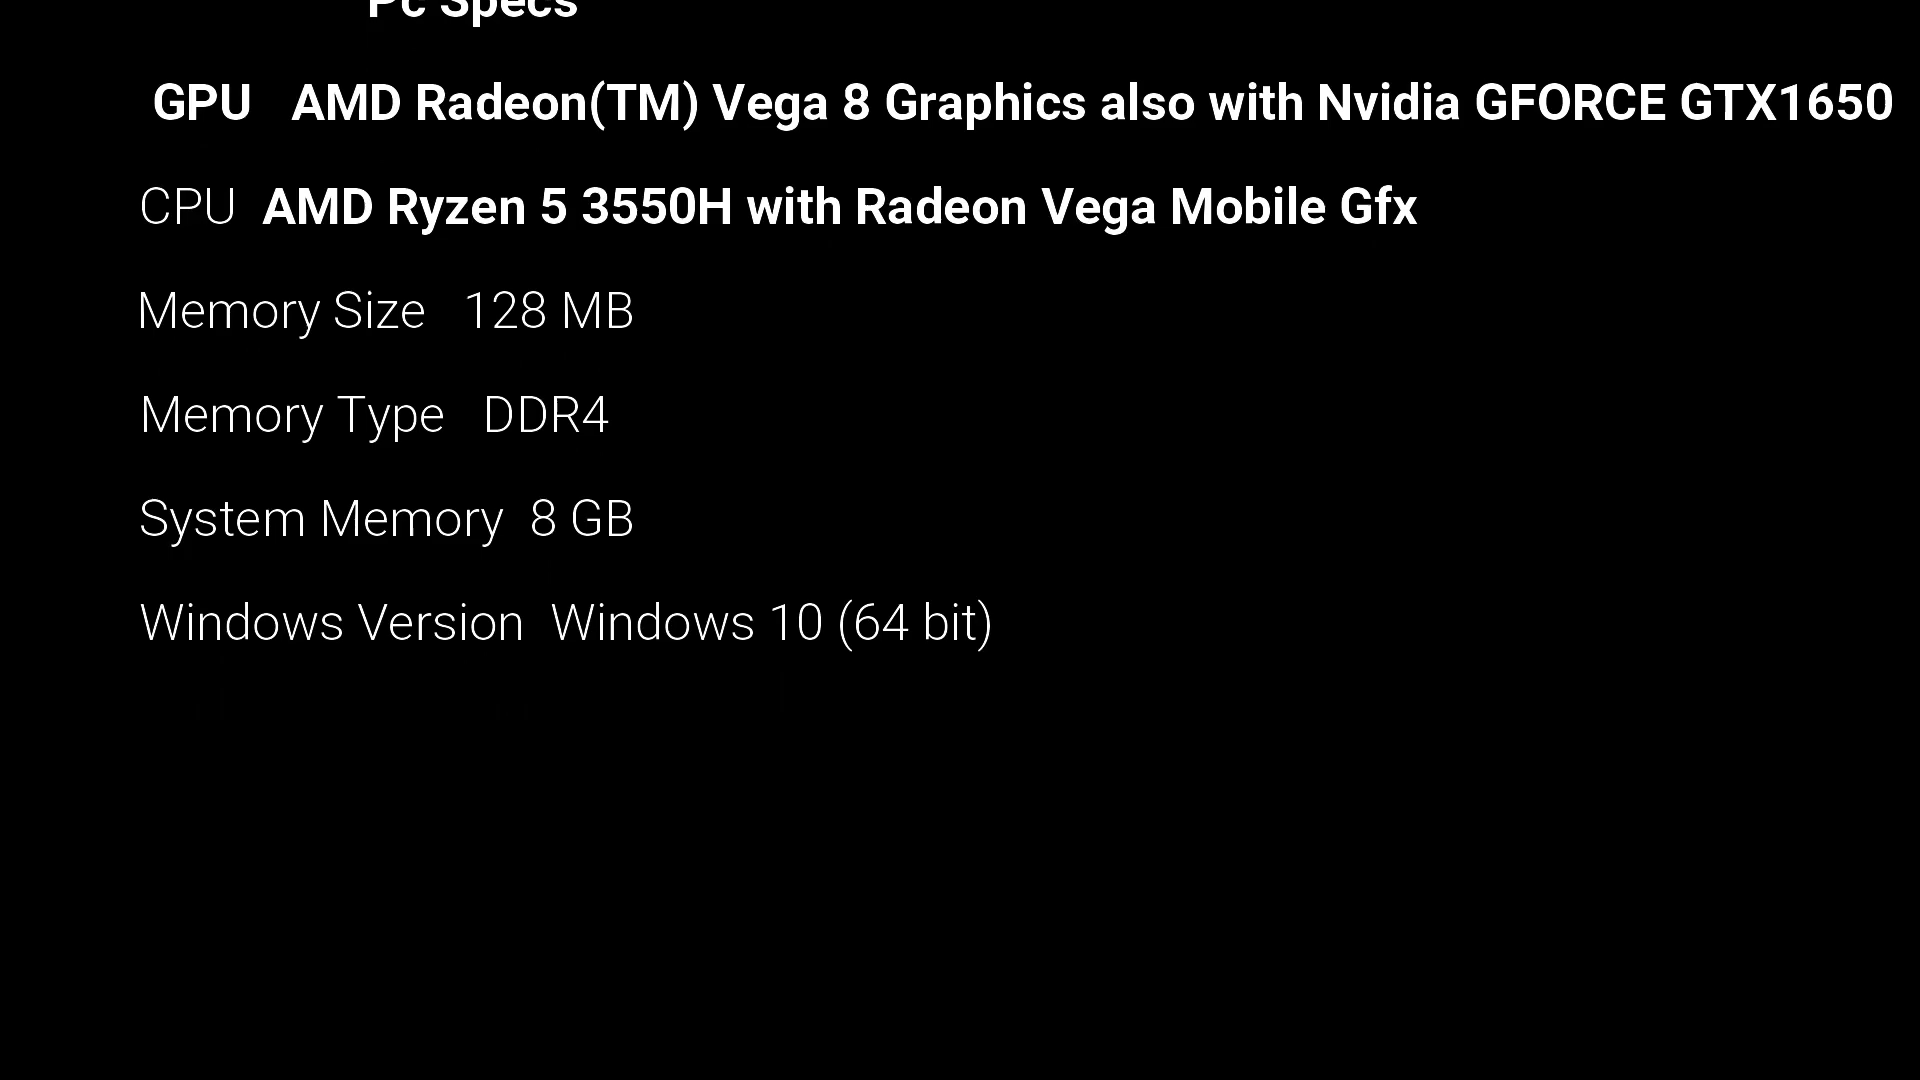 Pc Specs
GPU AMD Radeon(TM) Vega 8 Graphics also with Nvidia GFORCE GTX1650
CPU AMD Ryzen 5 3550H with Radeon Vega Mobile Gfx
Memory Size 128 MB
Memory Type DDR4
System Memory 8 GB
Windows Version Windows 10 (64 bit)